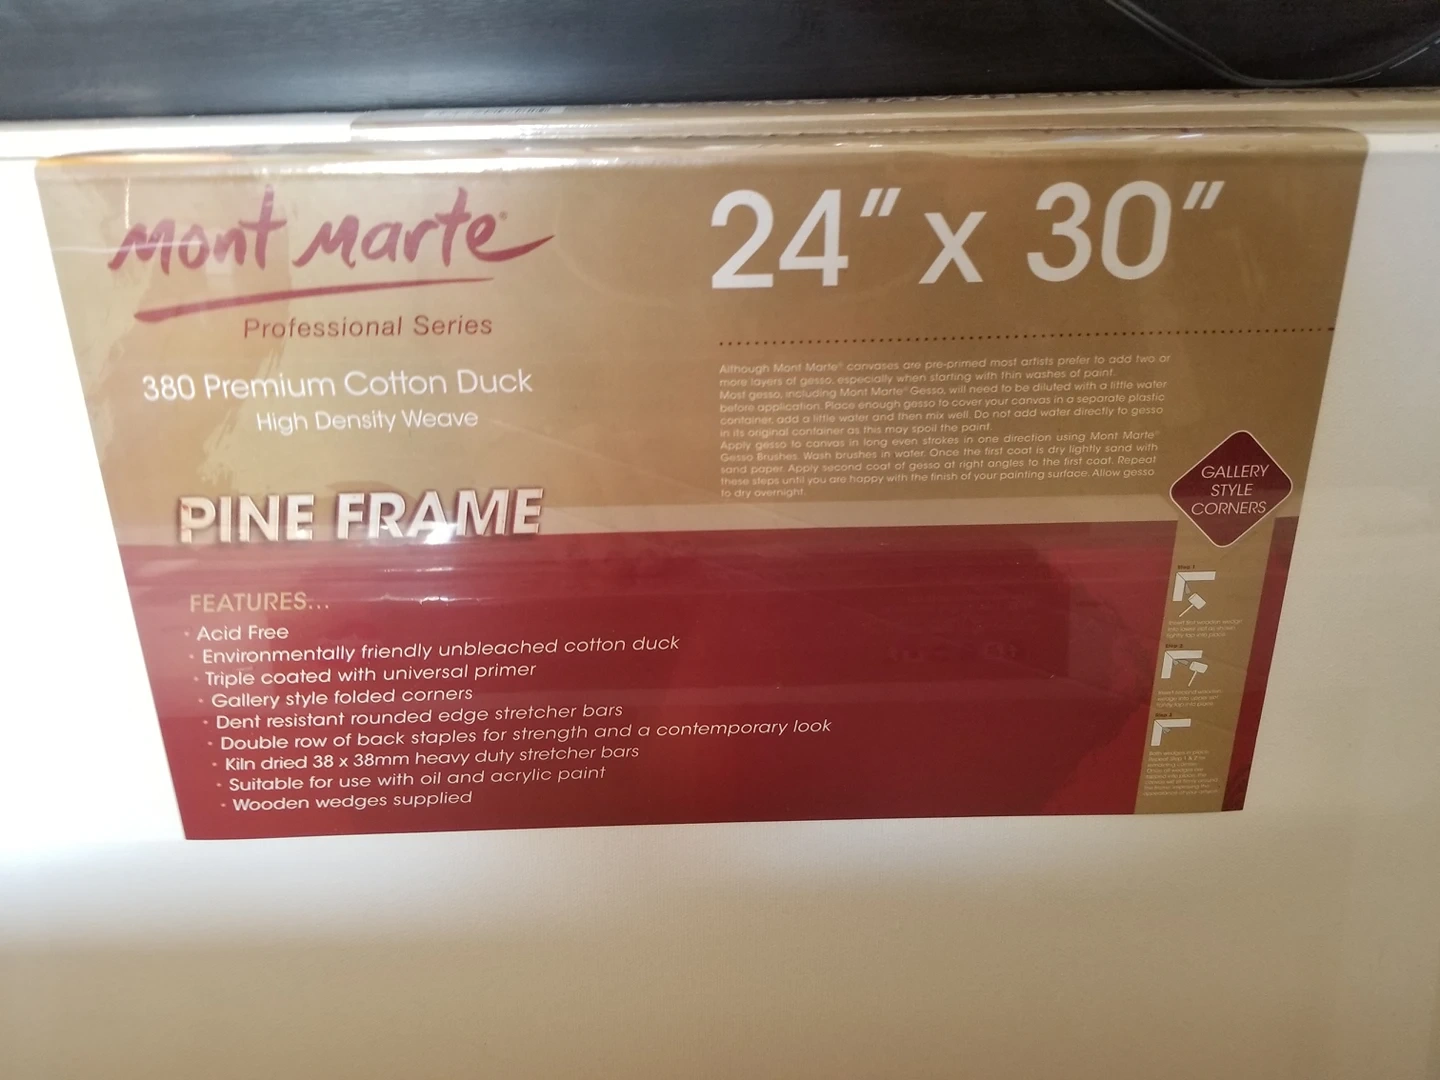 Mont Marte®
Professional Series
380 Premium Cotton Duck
High Density Weave
PINE FRAME
24" x 30"
Although Mont Marte® canvases are pre-primed most artists prefer to add two or
more layers of gesso, especially when starting with thin washes of paint.
Most gesso, including Mont Marte® Gesso, will need to be diluted with a little water
before application. Place enough gesso to cover your canvas in a separate plastic
container, add a little water and then mix well. Do not add water directly to gesso
in its original container as this may spoil the paint.
Apply gesso to canvas in long even strokes in one direction using Mont Marte®
Gesso Brushes. Wash brushes in water. Once the first coat is dry lightly sand with
sand paper. Apply second coat of gesso at right angles to the first coat. Repeat
these steps until you are happy with the finish of your painting surface. Allow gesso
to dry overnight.
GALLERY
STYLE
CORNERS
FEATURES...
· Acid Free
· Environmentally friendly unbleached cotton duck
· Triple coated with universal primer
· Gallery style folded corners
· Dent resistant rounded edge stretcher bars
· Double row of back staples for strength and a contemporary look
· Kiln dried 38 x 38mm heavy duty stretcher bars
· Suitable for use with oil and acrylic paint
· Wooden wedges supplied
Step 1
Step 2
Step 3